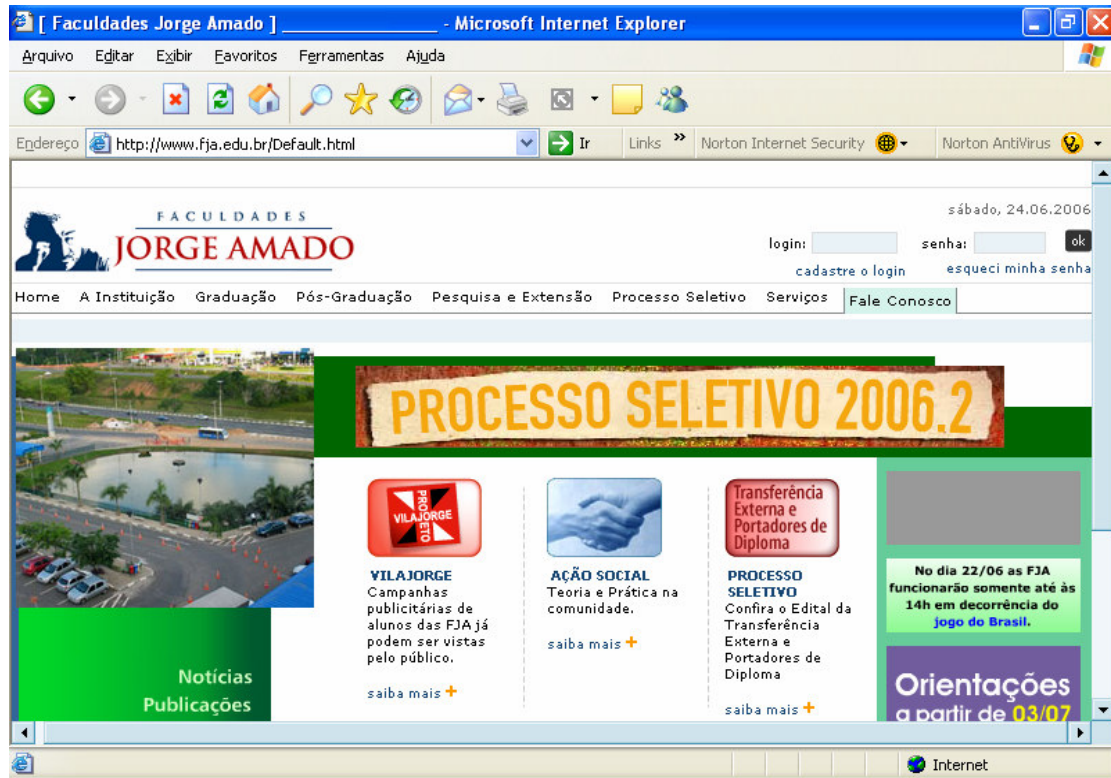 [ Faculdades Jorge Amado ] ____________________ - Microsoft Internet Explorer
Arquivo Editar Exibir Favoritos Ferramentas Ajuda
Endereço http://www.fja.edu.br/Default.html Ir Links » Norton Internet Security Norton AntiVirus
sábado, 24.06.2006
FACULDADES
JORGE AMADO
login: senha: ok
cadastre o login esqueci minha senha
Home A Instituição Graduação Pós-Graduação Pesquisa e Extensão Processo Seletivo Serviços Fale Conosco
PROCESSO SELETIVO 2006.2
PROJETO
VILAJORGE
VILAJORGE
Campanhas
publicitárias de
alunos das FJA já
podem ser vistas
pelo público.
saiba mais +
AÇÃO SOCIAL
Teoria e Prática na
comunidade.
saiba mais +
Transferência
Externa e
Portadores de
Diploma
PROCESSO
SELETIVO
Confira o Edital da
Transferência
Externa e
Portadores de
Diploma
saiba mais +
No dia 22/06 as FJA
funcionarão somente até às
14h em decorrência do
jogo do Brasil.
Orientações
a partir de 03/07
Notícias
Publicações
Internet